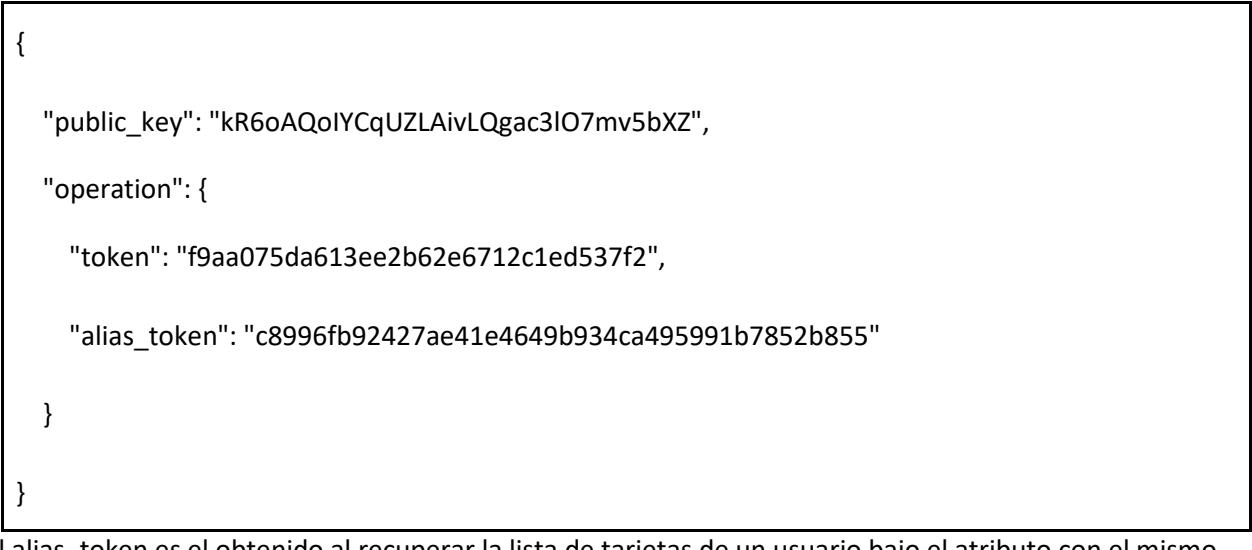 {
"public_key": "kR6oAQoIYCqUZLAivLQgac3lO7mv5bXZ",
"operation": {
"token": "f9aa075da613ee2b62e6712c1ed537f2",
"alias_token": "c8996fb92427ae41e4649b934ca495991b7852b855"
}
}
alias_token es el obtenido al recuperar la lista de tarjetas de un usuario bajo el atributo con el mismo